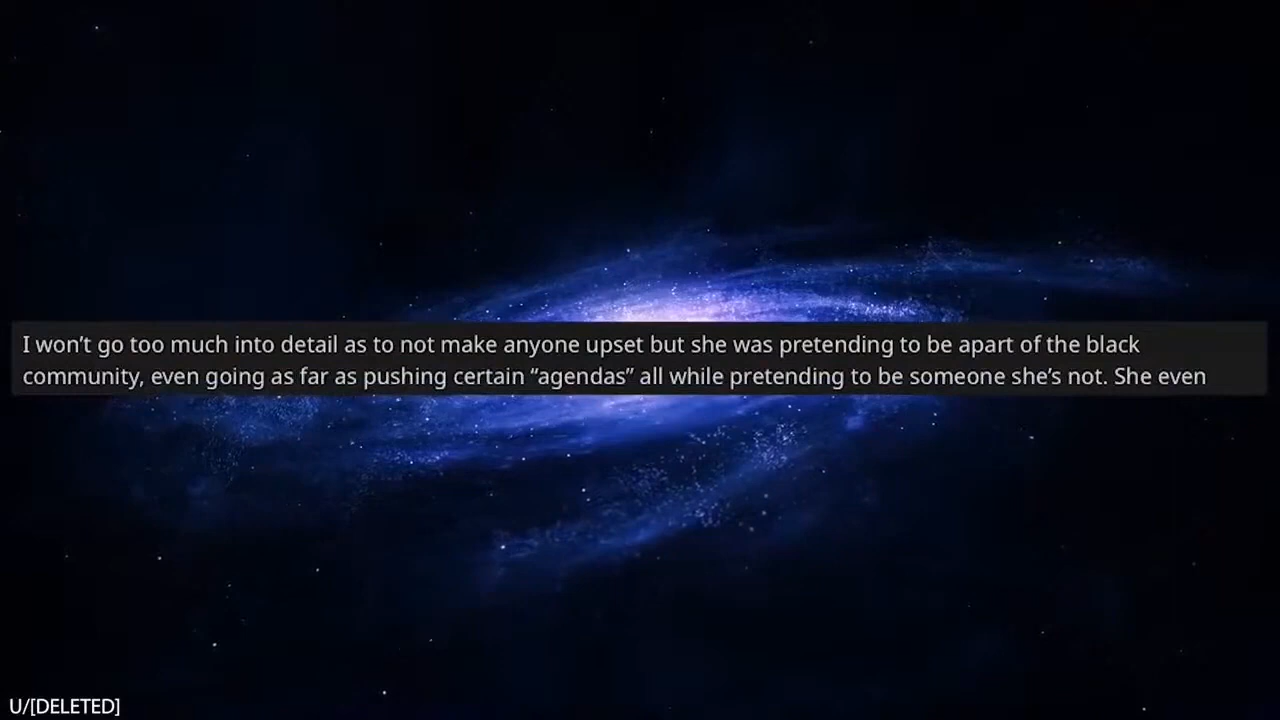 I won’t go too much into detail as to not make anyone upset but she was pretending to be apart of the black
community, even going as far as pushing certain “agendas” all while pretending to be someone she’s not. She even
U/[DELETED]